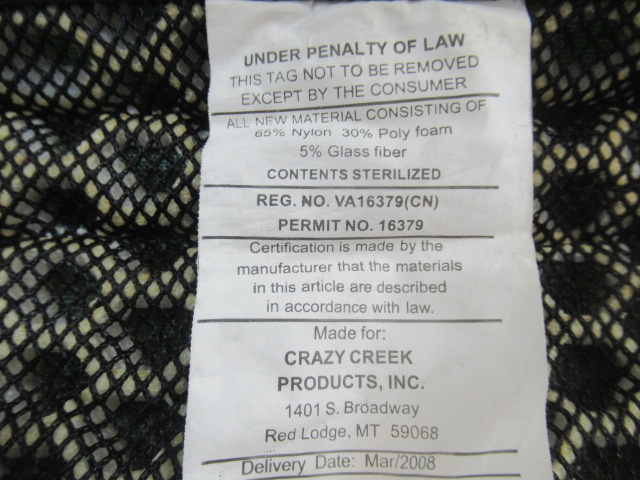 UNDER PENALTY OF LAW
THIS TAG NOT TO BE REMOVED
EXCEPT BY THE CONSUMER
ALL NEW MATERIAL CONSISTING OF
65% Nylon 30% Poly foam
5% Glass fiber
CONTENTS STERILIZED
REG. NO. VA16379(CN)
PERMIT NO. 16379
Certification is made by the
manufacturer that the materials
in this article are described
in accordance with law.
Made for:
CRAZY CREEK
PRODUCTS, INC.
1401 S. Broadway
Red Lodge, MT 59068
Delivery Date: Mar/2008